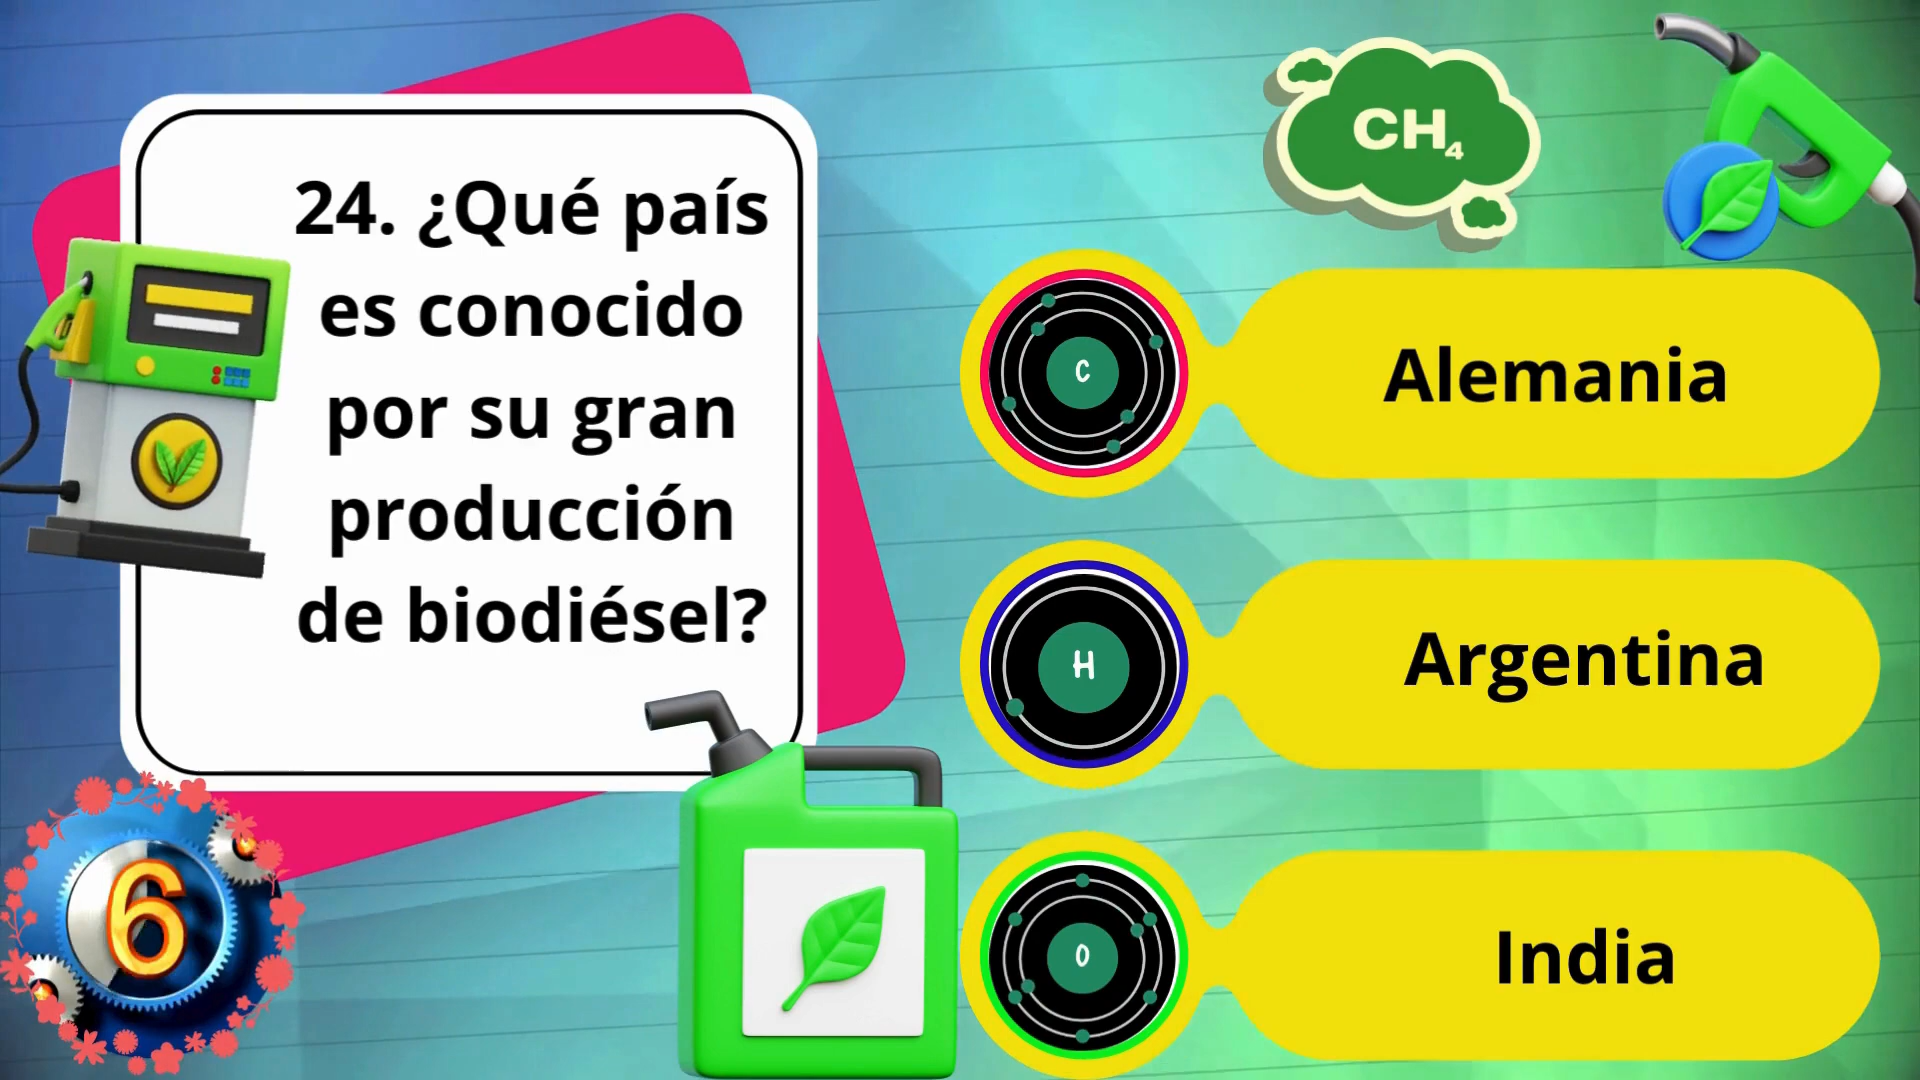 24. ¿Qué país
es conocido
por su gran
producción
de biodiésel?
CH₄
C
Alemania
H
Argentina
O
India
6